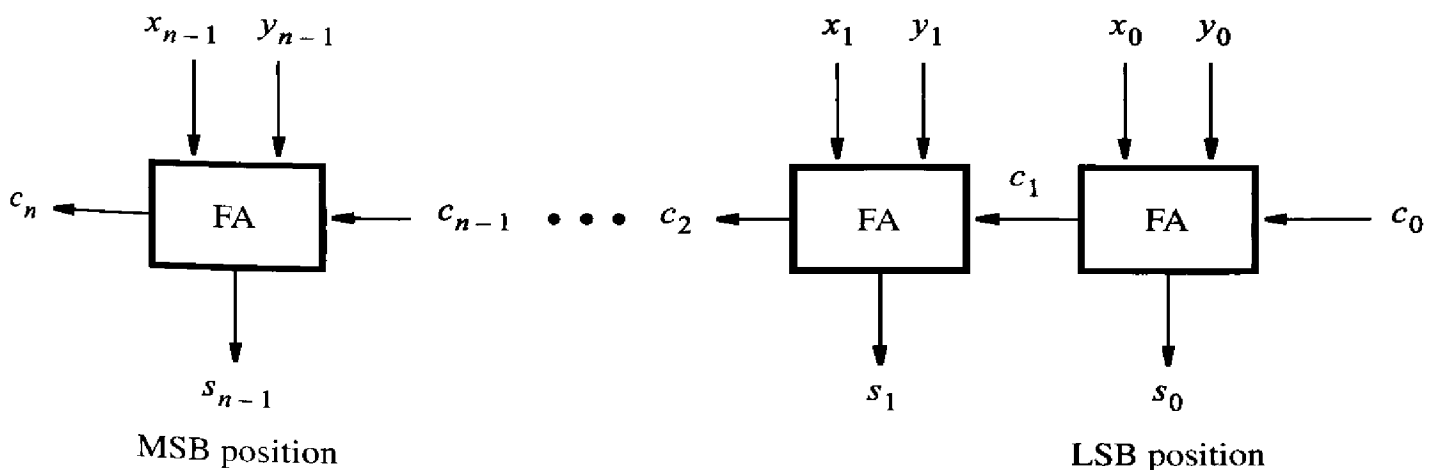 x_{n-1} y_{n-1} x_1 y_1 x_0 y_0
c_n FA c_{n-1} • • • c_2 FA c_1 FA c_0
s_{n-1} s_1 s_0
MSB position LSB position